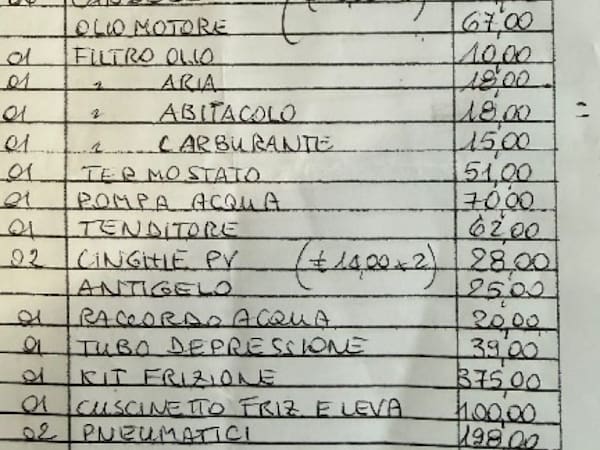 OLIO MOTORE 67,00
01 FILTRO OLIO 10,00
01 " ARIA 18,00
01 " ABITACOLO 18,00
01 " CARBURANTE 15,00
01 TERMOSTATO 51,00
01 POMPA ACQUA 70,00
01 TENDITORE 62,00
02 CINGHIE PV (€ 14,00 x 2) 28,00
ANTIGELO 25,00
01 RACCORDO ACQUA 20,00
01 TUBO DEPRESSIONE 39,00
01 KIT FRIZIONE 375,00
01 CUSCINETTO FRIZ E LEVA 100,00
02 PNEUMATICI 198,00